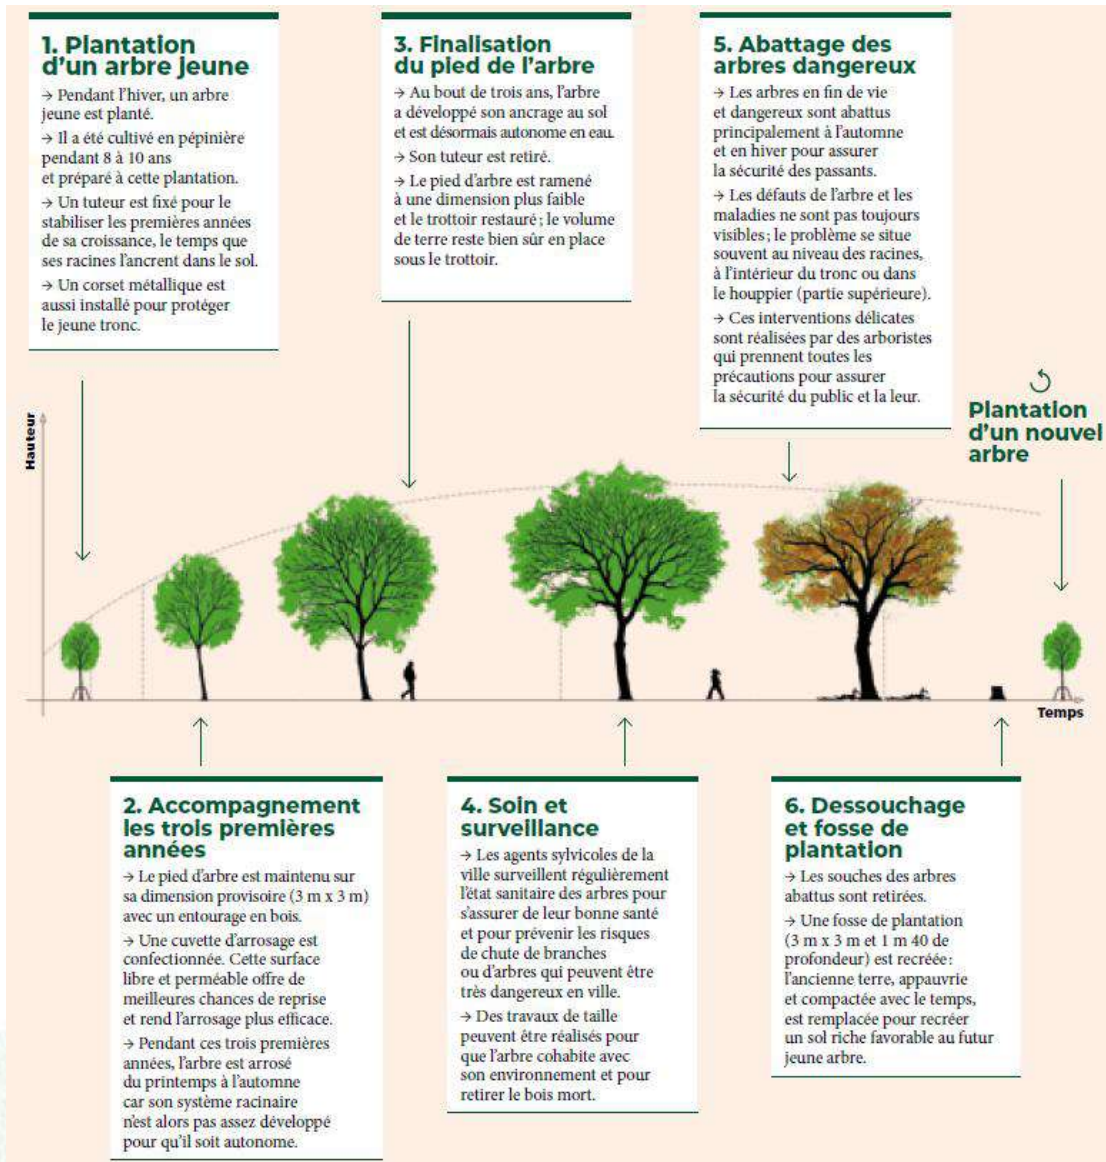 1. Plantation
d'un arbre jeune
→ Pendant l'hiver, un arbre
jeune est planté.
→ Il a été cultivé en pépinière
pendant 8 à 10 ans
et préparé à cette plantation.
→ Un tuteur est fixé pour le
stabiliser les premières années
de sa croissance, le temps que
ses racines l'ancrent dans le sol.
→ Un corset métallique est
aussi installé pour protéger
le jeune tronc.
3. Finalisation
du pied de l'arbre
→ Au bout de trois ans, l'arbre
a développé son ancrage au sol
et est désormais autonome en eau.
→ Son tuteur est retiré.
→ Le pied d'arbre est ramené
à une dimension plus faible
et le trottoir restauré ; le volume
de terre reste bien sûr en place
sous le trottoir.
5. Abattage des
arbres dangereux
→ Les arbres en fin de vie
et dangereux sont abattus
principalement à l'automne
et en hiver pour assurer
la sécurité des passants.
→ Les défauts de l'arbre et les
maladies ne sont pas toujours
visibles ; le problème se situe
souvent au niveau des racines,
à l'intérieur du tronc ou dans
le houppier (partie supérieure).
→ Ces interventions délicates
sont réalisées par des arboristes
qui prennent toutes les
précautions pour assurer
la sécurité du public et la leur.
Plantation
d'un nouvel
arbre
Hauteur
Temps
2. Accompagnement
les trois premières
années
→ Le pied d'arbre est maintenu sur
sa dimension provisoire (3 m x 3 m)
avec un entourage en bois.
→ Une cuvette d'arrosage est
confectionnée. Cette surface
libre et perméable offre de
meilleures chances de reprise
et rend l'arrosage plus efficace.
→ Pendant ces trois premières
années, l'arbre est arrosé
du printemps à l'automne
car son système racinaire
n'est alors pas assez développé
pour qu'il soit autonome.
4. Soin et
surveillance
→ Les agents sylvicoles de la
ville surveillent régulièrement
l'état sanitaire des arbres pour
s'assurer de leur bonne santé
et pour prévenir les risques
de chute de branches
ou d'arbres qui peuvent être
très dangereux en ville.
→ Des travaux de taille
peuvent être réalisés pour
que l'arbre cohabite avec
son environnement et pour
retirer le bois mort.
6. Dessouchage
et fosse de
plantation
→ Les souches des arbres
abattus sont retirées.
→ Une fosse de plantation
(3 m x 3 m et 1 m 40 de
profondeur) est recréée :
l'ancienne terre, appauvrie
et compactée avec le temps,
est remplacée pour recréer
un sol riche favorable au futur
jeune arbre.